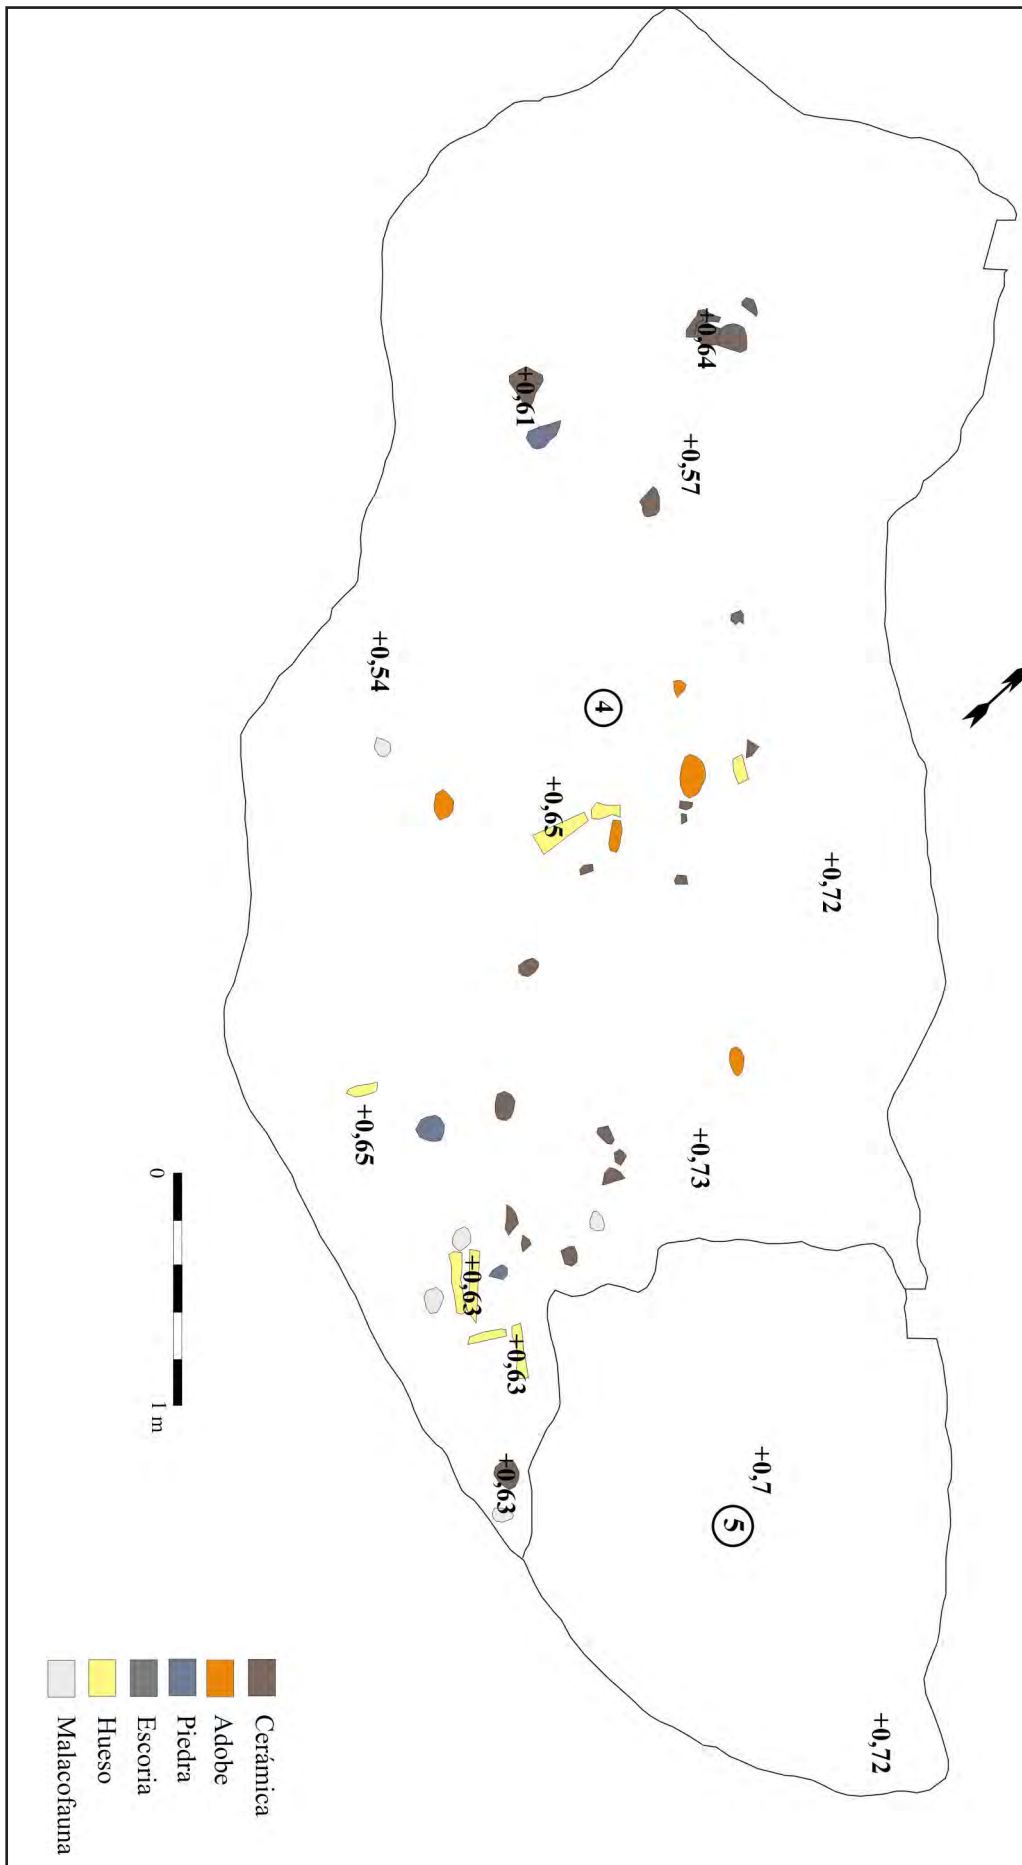 +0,64
+0,61
+0,57
+0,54
4
+0,65
+0,72
+0,65
+0,73
+0,63
+0,63
+0,63
+0,7
5
+0,72
0
1 m
Cerámica
Adobe
Piedra
Escoria
Hueso
Malacofauna